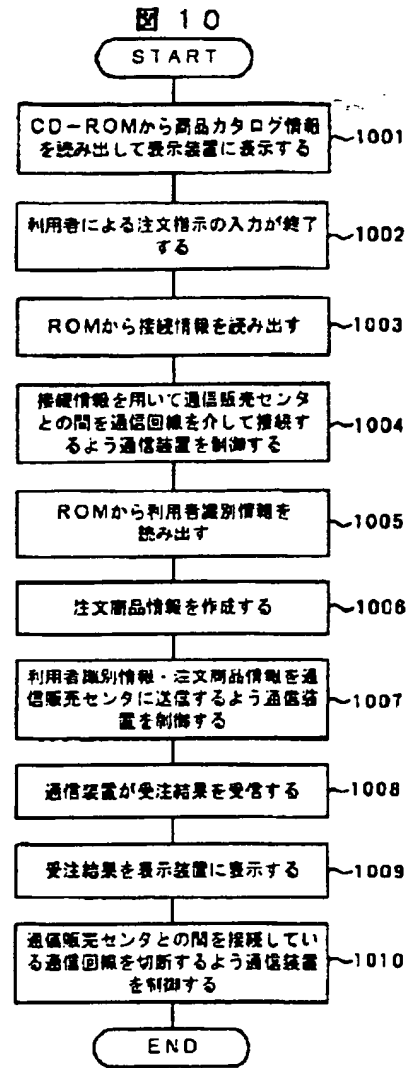 図 10
START
CD-ROMから商品カタログ情報
を読み出して表示装置に表示する
~1001
利用者による注文指示の入力が終了
する
~1002
ROMから接続情報を読み出す
~1003
接続情報を用いて通信販売センタ
との間を通信回線を介して接続す
るよう通信装置を制御する
~1004
ROMから利用者識別情報を
読み出す
~1005
注文商品情報を作成する
~1006
利用者識別情報・注文商品情報を通
信販売センタに送信するよう通信装
置を制御する
~1007
通信装置が受注結果を受信する
~1008
受注結果を表示装置に表示する
~1009
通信販売センタとの間を接続してい
る通信回線を切断するよう通信装置
を制御する
~1010
END